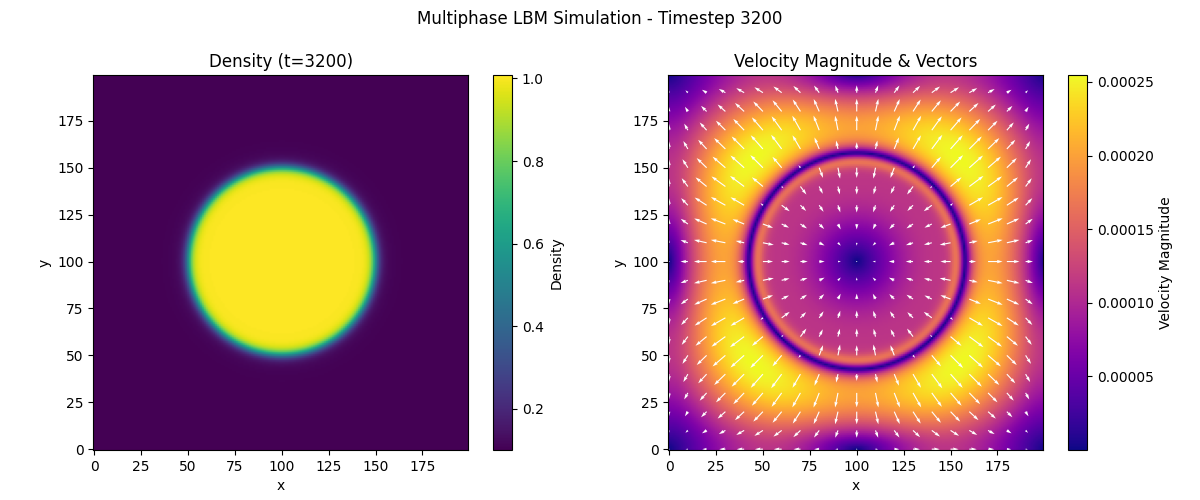 Multiphase LBM Simulation - Timestep 3200
Density (t=3200)
175
150
125
100
75
50
25
0
y
0 25 50 75 100 125 150 175
x
1.0
0.8
0.6
0.4
0.2
Density
Velocity Magnitude & Vectors
175
150
125
100
75
50
25
0
y
0 25 50 75 100 125 150 175
x
0.00025
0.00020
0.00015
0.00010
0.00005
Velocity Magnitude